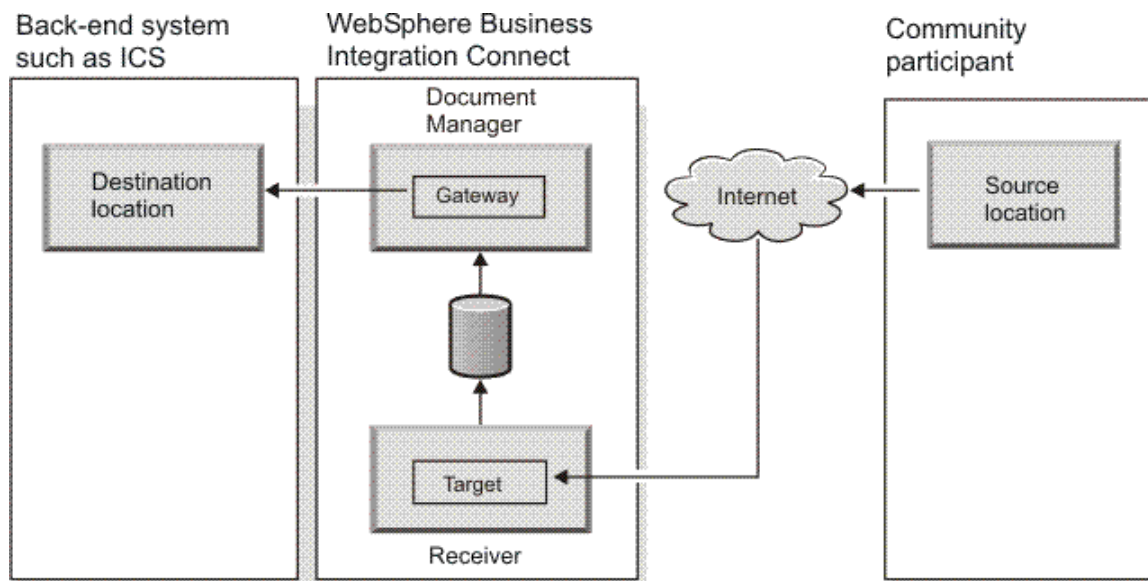 Back-end system
such as ICS
WebSphere Business
Integration Connect
Community
participant
Document
Manager
Destination
location
Gateway
Internet
Source
location
Target
Receiver